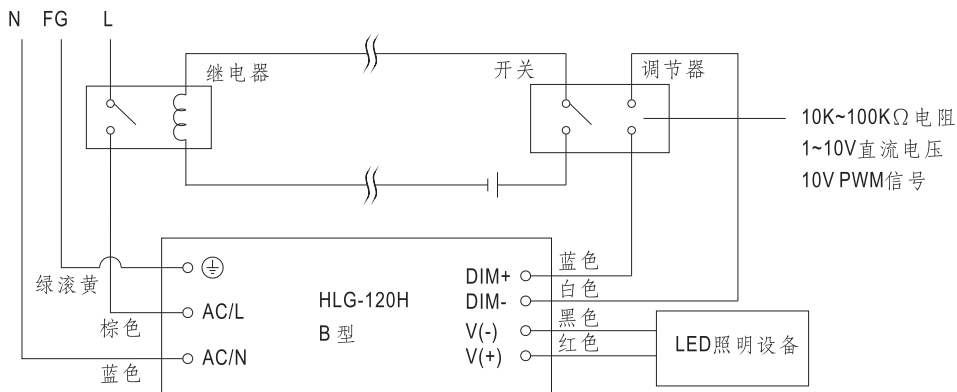 N FG L
继电器
开关
调节器
10K~100KΩ电阻
1~10V直流电压
10V PWM信号
绿滚黄
棕色
蓝色
AC/L
AC/N
HLG-120H
B型
DIM+
DIM-
V(-)
V(+)
蓝色
白色
黑色
红色
LED照明设备